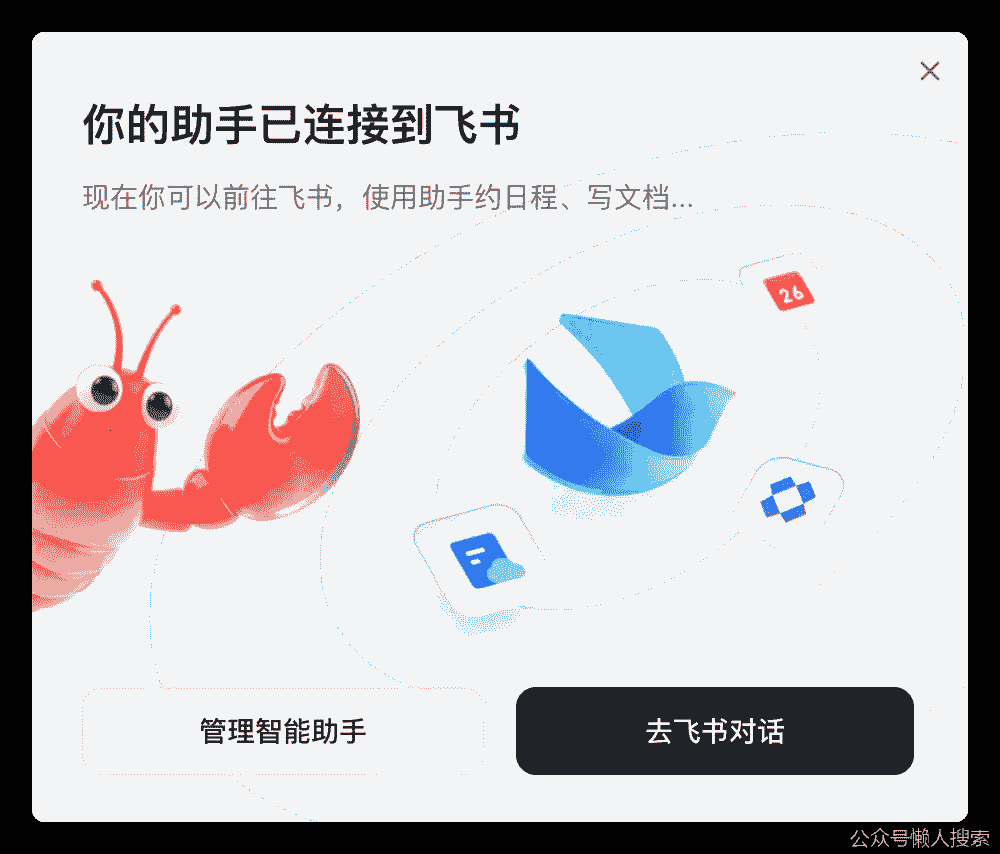 你的助手已连接到飞书
现在你可以前往飞书，使用助手约日程、写文档...
26
管理智能助手
去飞书对话
公众号懒人搜索